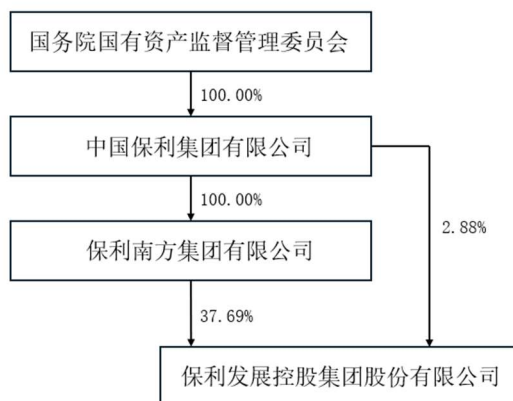 国务院国有资产监督管理委员会
100.00%
中国保利集团有限公司
100.00%
2.88%
保利南方集团有限公司
37.69%
保利发展控股集团股份有限公司